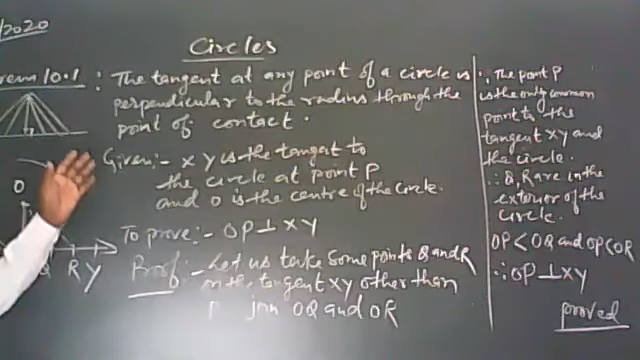 /2020
Circles
orem 10.1 : The tangent at any point of a circle is
perpendicular to the radius through the
point of contact.
Given:- XY is the tangat to
the circle at point P
and O is the centre of the circle.
To prove:- OP⊥XY
Proof:- Let us take some points Q and R
on the tangent XY other than
P join OQ and OR
O
Q R Y
∴ The point P
is the only common
point to the
tangent XY and
the circle.
∴ Q, R are in the
exterior of the
circle.
OP<OQ and OP<OR
∴ OP⊥XY
proved